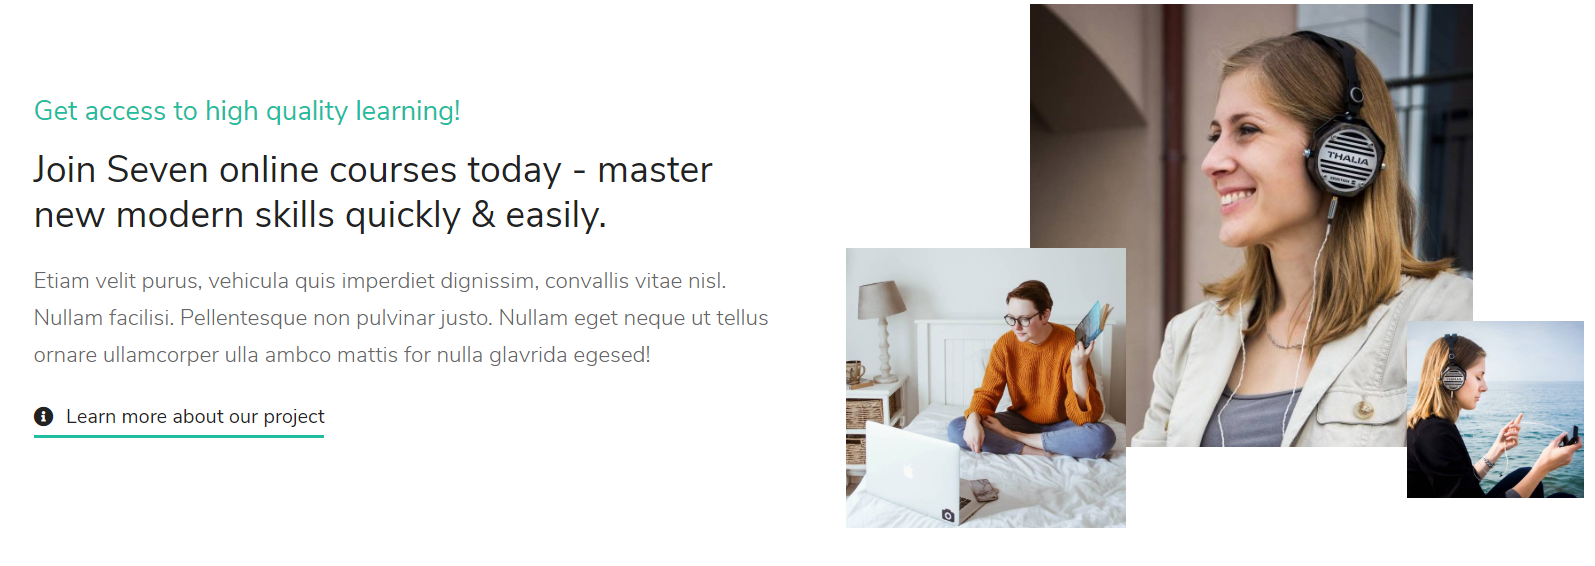 Get access to high quality learning!
Join Seven online courses today - master
new modern skills quickly & easily.
Etiam velit purus, vehicula quis imperdiet dignissim, convallis vitae nisl.
Nullam facilisi. Pellentesque non pulvinar justo. Nullam eget neque ut tellus
ornare ullamcorper ulla ambco mattis for nulla glavrida egesed!
Learn more about our project
THALIA